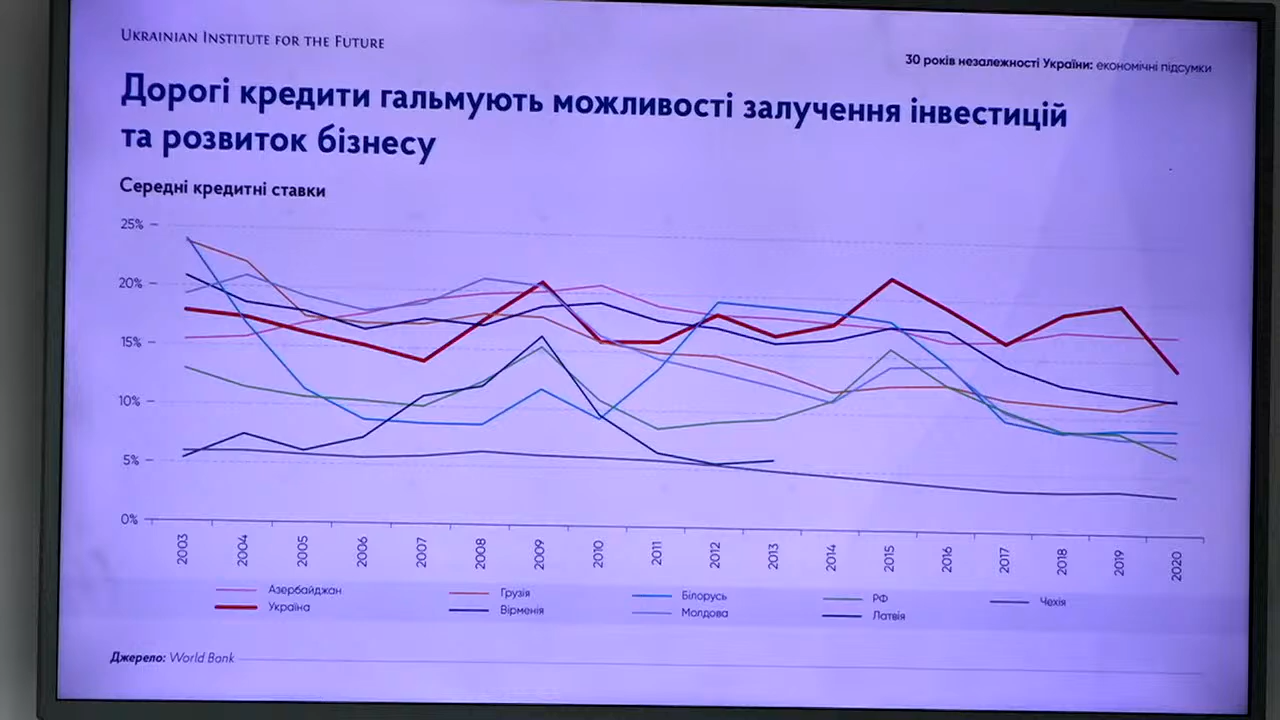 Ukrainian Institute for the Future
30 років незалежності України: економічні підсумки
Дорогі кредити гальмують можливості залучення інвестицій
та розвиток бізнесу
Середні кредитні ставки
25%
20%
15%
10%
5%
0%
2003 2004 2005 2006 2007 2008 2009 2010 2011 2012 2013 2014 2015 2016 2017 2018 2019 2020
Азербайджан Грузія Білорусь РФ Чехія
Україна Вірменія Молдова Латвія
Джерело: World Bank